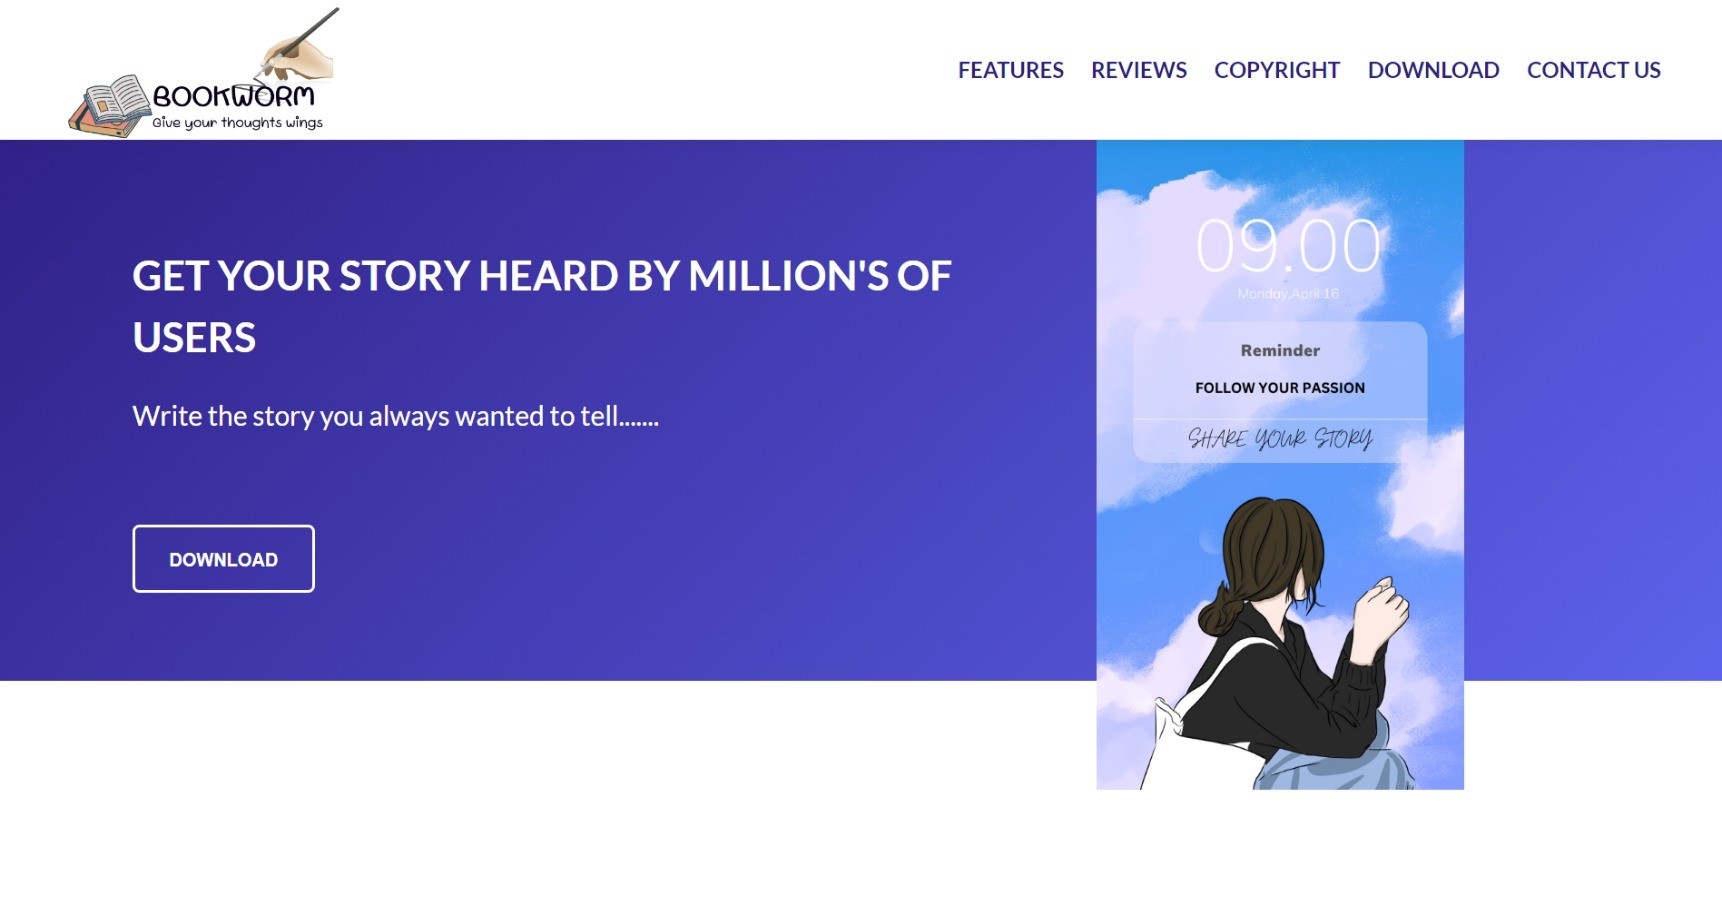 BOOKWORM
Give your thoughts wings
FEATURES REVIEWS COPYRIGHT DOWNLOAD CONTACT US
GET YOUR STORY HEARD BY MILLION'S OF
USERS
Write the story you always wanted to tell.......
DOWNLOAD
09.00
Monday,April 16
Reminder
FOLLOW YOUR PASSION
SHARE YOUR STORY